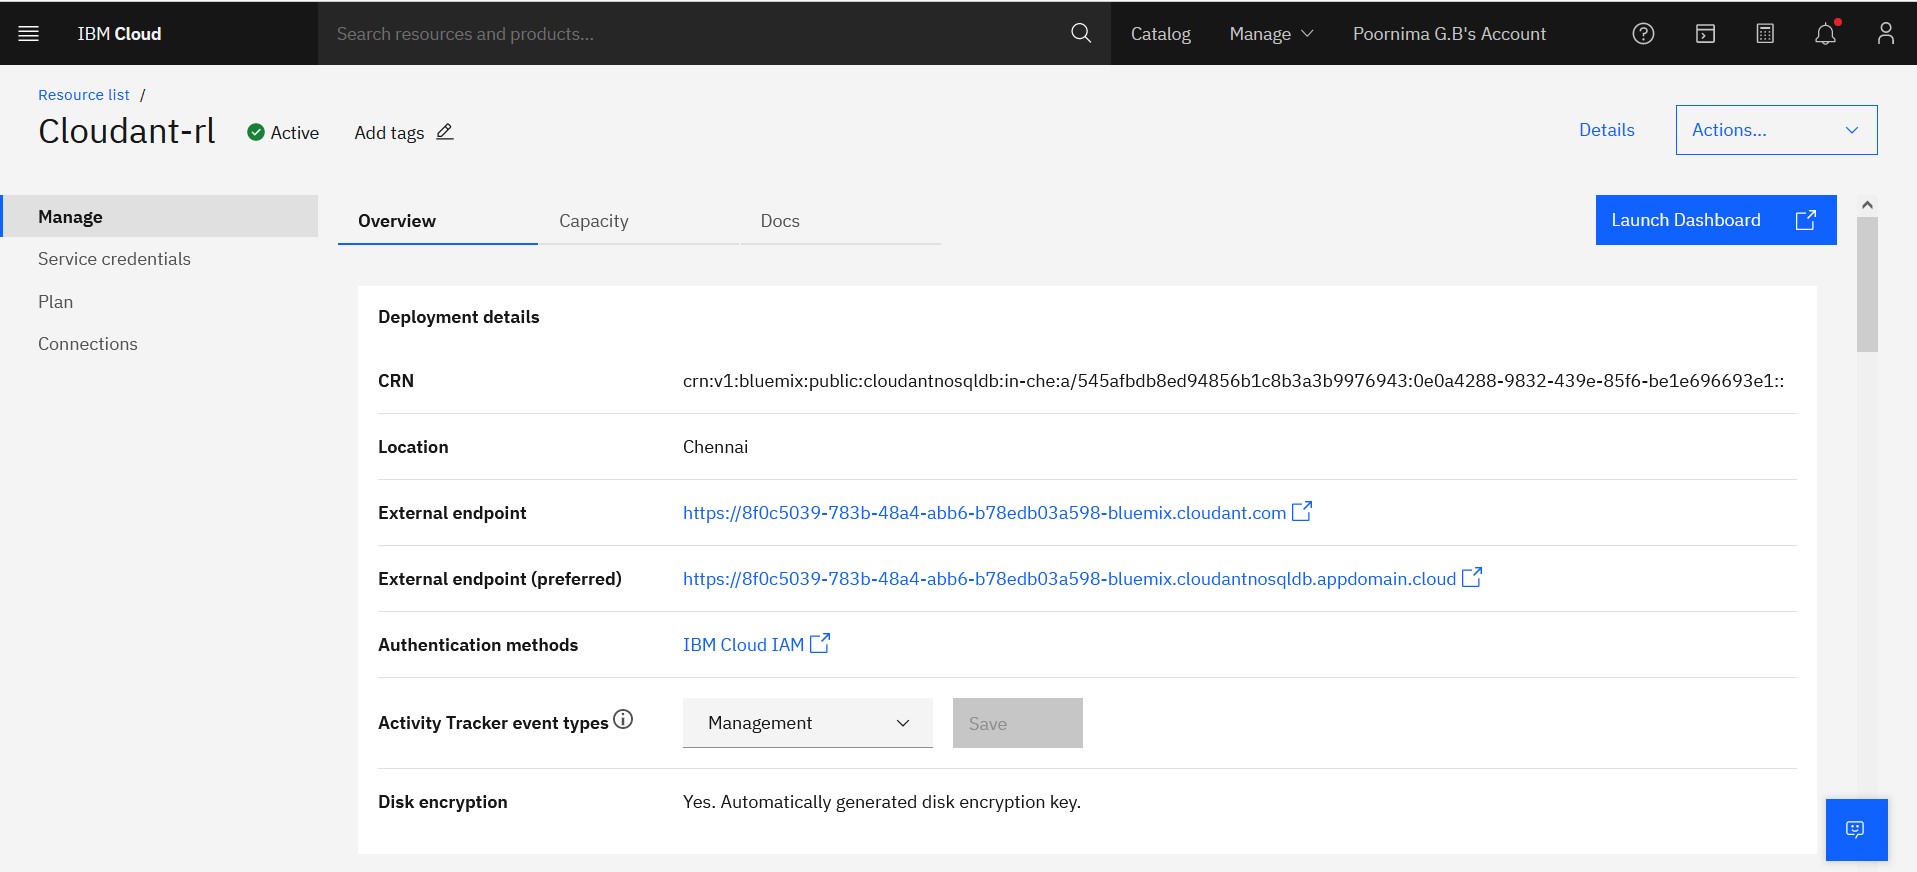 IBM Cloud
Search resources and products...
Catalog
Manage
Poornima G.B's Account
Resource list /
Cloudant-rl
Active
Add tags
Details
Actions...
Manage
Service credentials
Plan
Connections
Overview
Capacity
Docs
Launch Dashboard
Deployment details
CRN crn:v1:bluemix:public:cloudantnosqldb:in-che:a/545afbdb8ed94856b1c8b3a3b9976943:0e0a4288-9832-439e-85f6-be1e696693e1::
Location Chennai
External endpoint https://8f0c5039-783b-48a4-abb6-b78edb03a598-bluemix.cloudant.com
External endpoint (preferred) https://8f0c5039-783b-48a4-abb6-b78edb03a598-bluemix.cloudantnosqldb.appdomain.cloud
Authentication methods IBM Cloud IAM
Activity Tracker event types Management Save
Disk encryption Yes. Automatically generated disk encryption key.